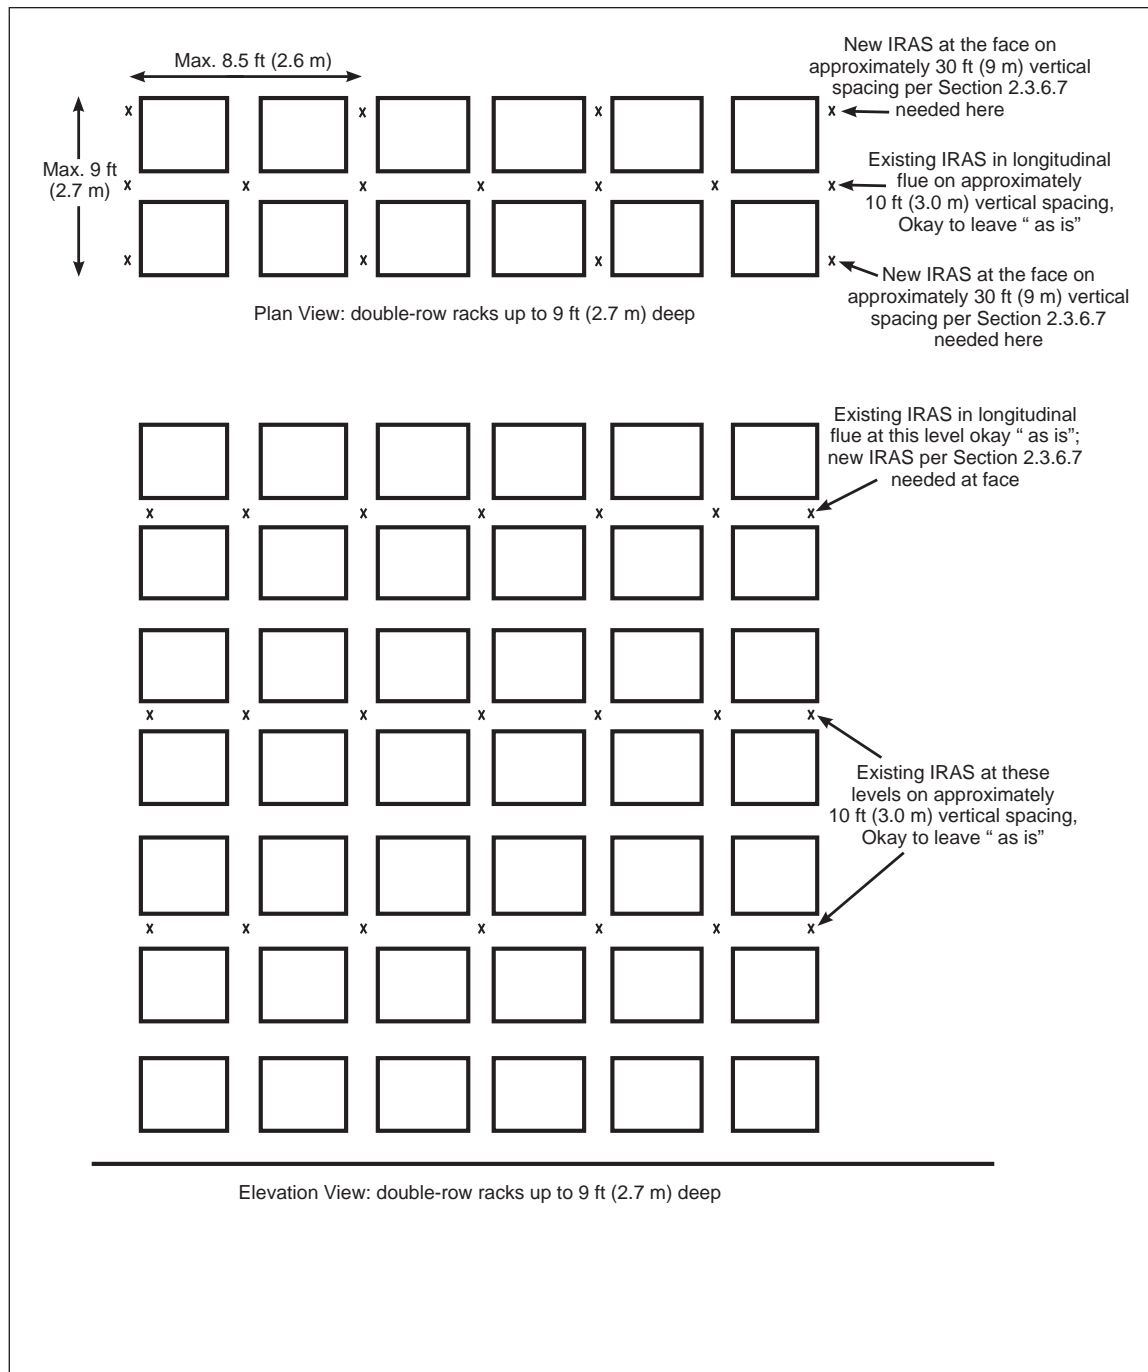 Max. 8.5 ft (2.6 m)
New IRAS at the face on
approximately 30 ft (9 m) vertical
spacing per Section 2.3.6.7
needed here
Max. 9 ft
(2.7 m)
Existing IRAS in longitudinal
flue on approximately
10 ft (3.0 m) vertical spacing,
Okay to leave “ as is”
New IRAS at the face on
approximately 30 ft (9 m) vertical
spacing per Section 2.3.6.7
needed here
Plan View: double-row racks up to 9 ft (2.7 m) deep
Existing IRAS in longitudinal
flue at this level okay “ as is”;
new IRAS per Section 2.3.6.7
needed at face
Existing IRAS at these
levels on approximately
10 ft (3.0 m) vertical spacing,
Okay to leave “ as is”
Elevation View: double-row racks up to 9 ft (2.7 m) deep